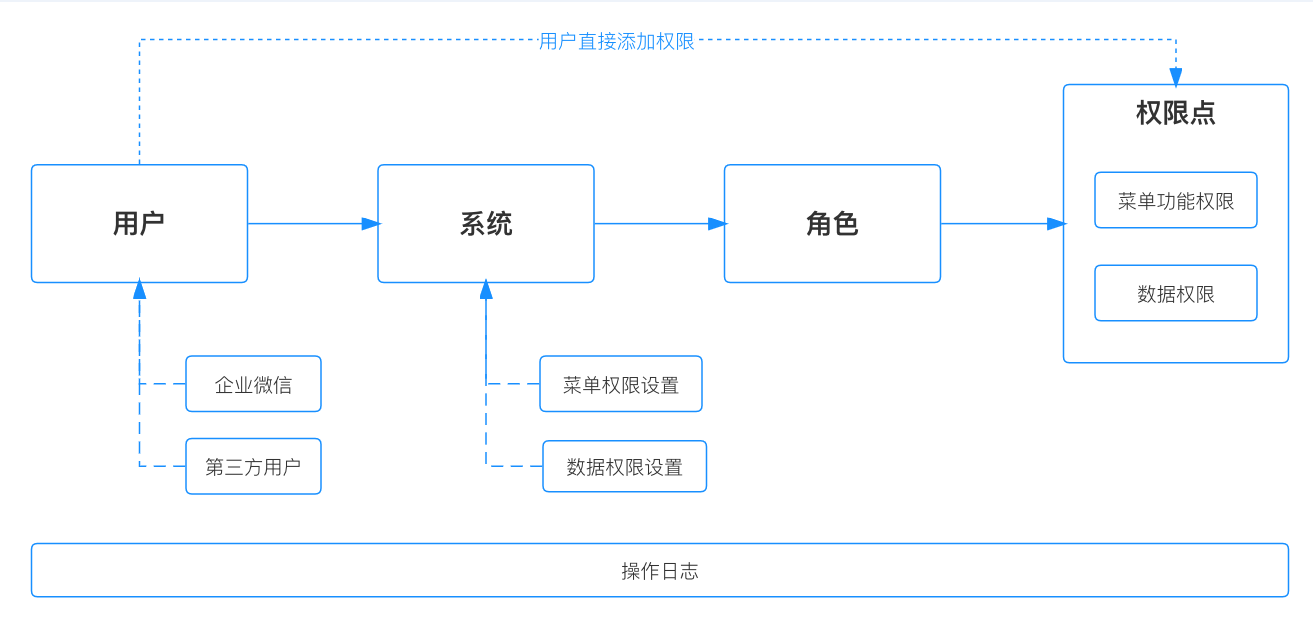 用户直接添加权限
权限点
用户
系统
角色
菜单功能权限
数据权限
企业微信
菜单权限设置
第三方用户
数据权限设置
操作日志